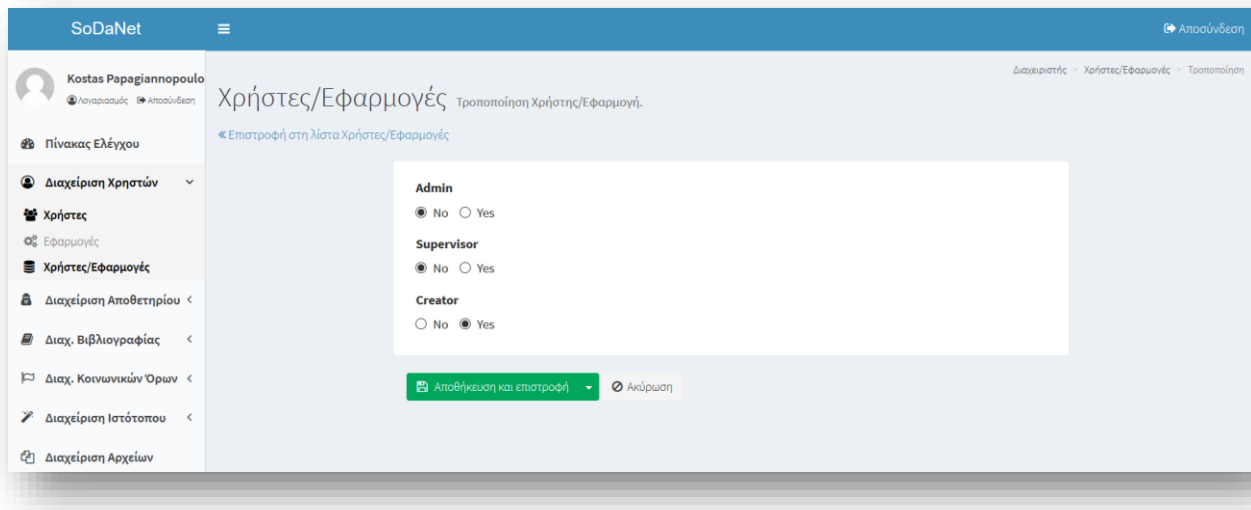 SoDaNet
Αποσύνδεση
Kostas Papagiannopoulo
Λογαριασμός Αποσύνδεση
Διαχειριστής > Χρήστες/Εφαρμογές > Τροποποίηση
Χρήστες/Εφαρμογές Τροποποίηση Χρήστης/Εφαρμογή.
« Επιστροφή στη λίστα Χρήστες/Εφαρμογές
Πίνακας Ελέγχου
Διαχείριση Χρηστών
Χρήστες
Εφαρμογές
Χρήστες/Εφαρμογές
Διαχείριση Αποθετηρίου
Διαχ. Βιβλιογραφίας
Διαχ. Κοινωνικών Όρων
Διαχείριση Ιστότοπου
Διαχείριση Αρχείων
Admin
No Yes
Supervisor
No Yes
Creator
No Yes
Αποθήκευση και επιστροφή Ακύρωση